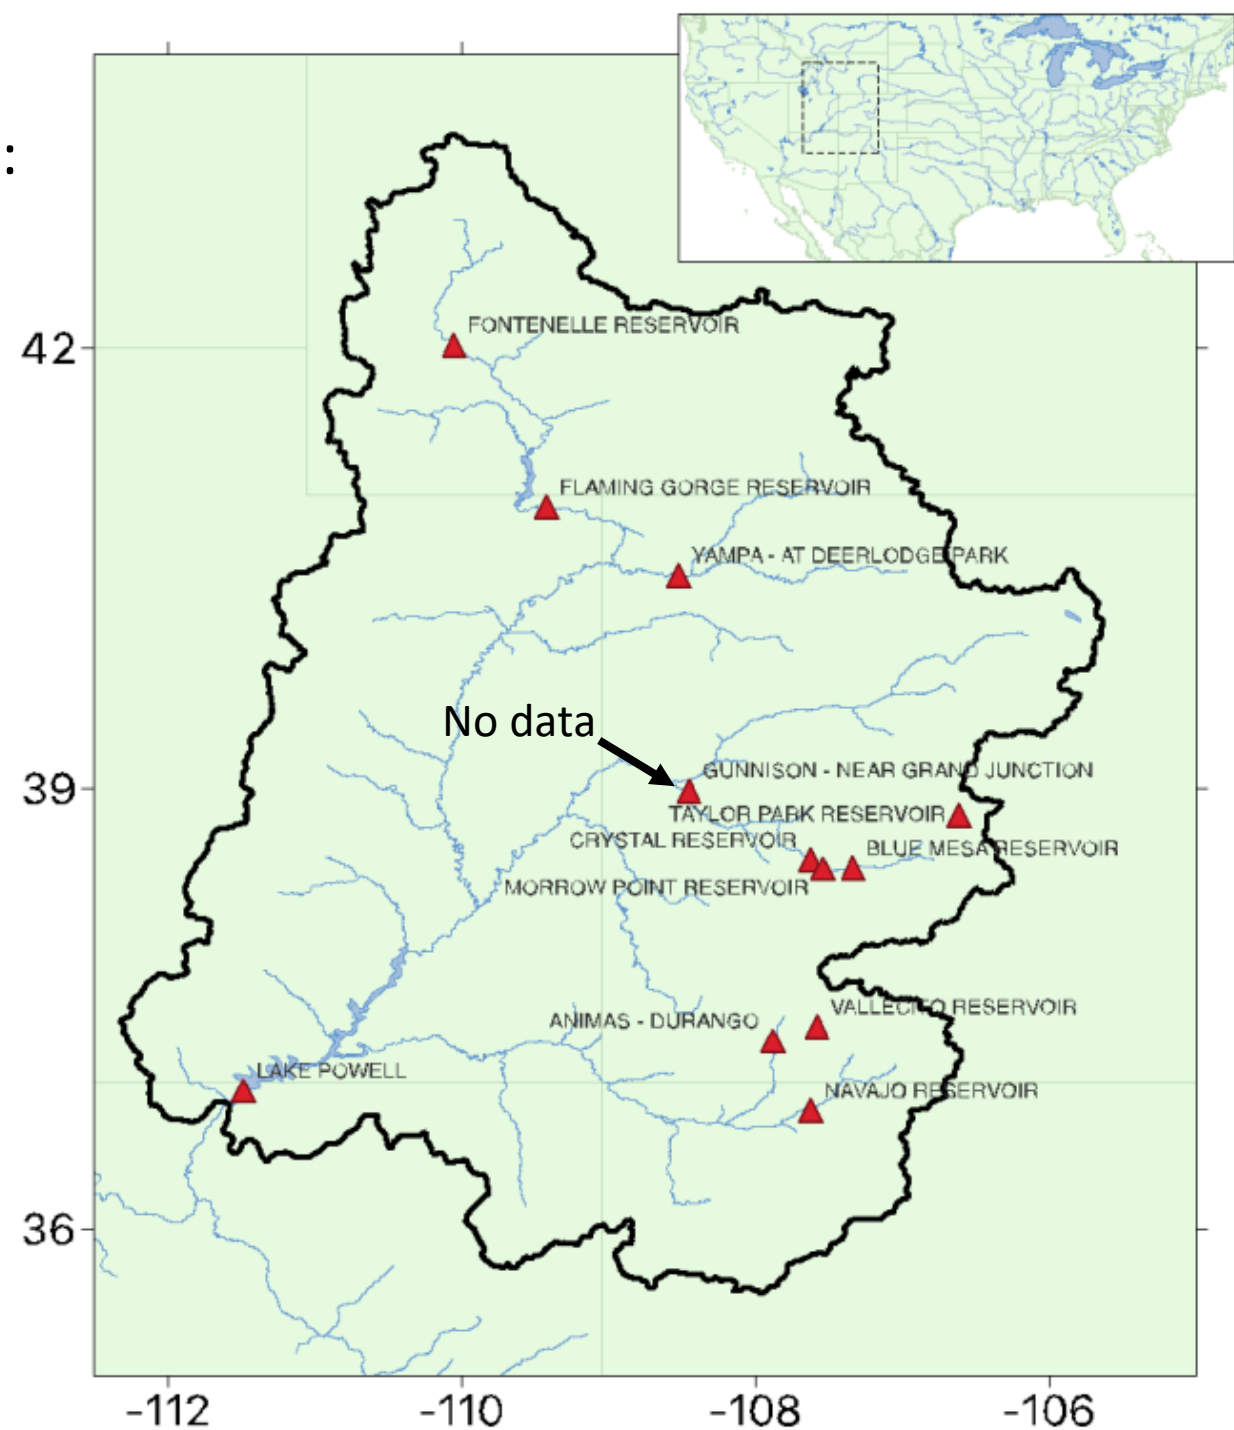 :
FONTENELLE RESERVOIR
42
FLAMING GORGE RESERVOIR
YAMPA - AT DEERLODGE PARK
No data
GUNNISON - NEAR GRAND JUNCTION
39
TAYLOR PARK RESERVOIR
CRYSTAL RESERVOIR
BLUE MESA RESERVOIR
MORROW POINT RESERVOIR
VALLECITO RESERVOIR
ANIMAS - DURANGO
LAKE POWELL
NAVAJO RESERVOIR
36
-112 -110 -108 -106